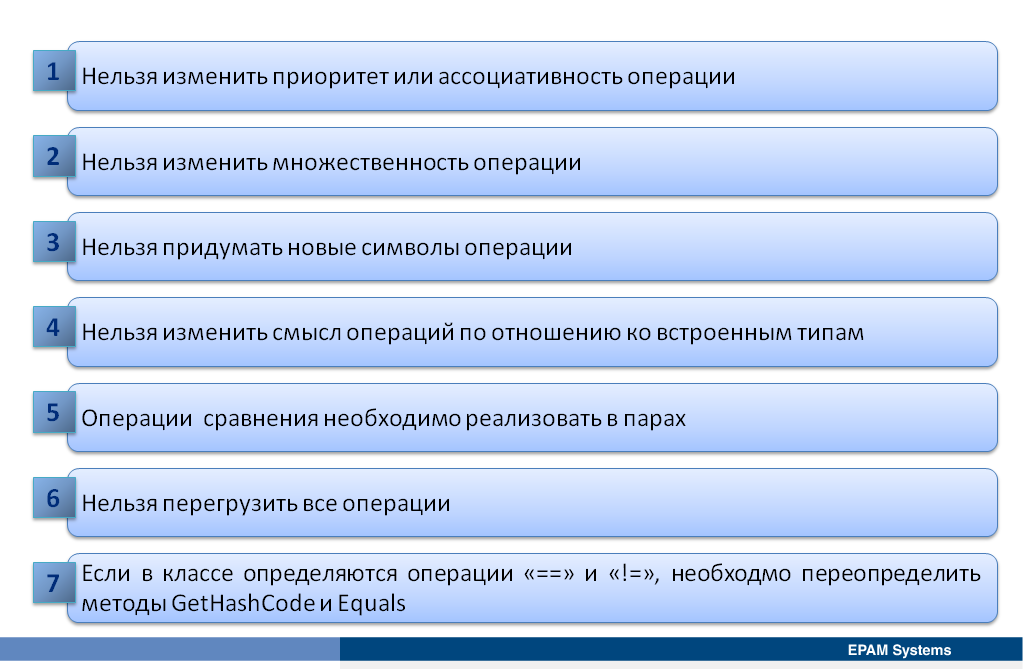 1
Нельзя изменить приоритет или ассоциативность операции
2
Нельзя изменить множественность операции
3
Нельзя придумать новые символы операции
4
Нельзя изменить смысл операций по отношению ко встроенным типам
5
Операции сравнения необходимо реализовать в парах
6
Нельзя перегрузить все операции
7
Если в классе определяются операции «==» и «!=», необходмо переопределить
методы GetHashCode и Equals
EPAM Systems